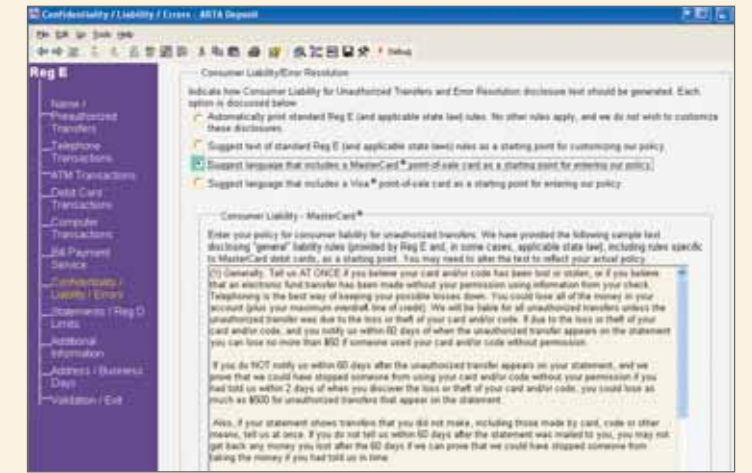 Confidentiality / Liability / Errors - ARTA Deposit
File Edit Go Tools Help
Debug
Reg E
Name /
Preauthorized
Transfers
Telephone
Transactions
ATM Transactions
Debit Card
Transactions
Computer
Transactions
Bill Payment
Service
Confidentiality /
Liability / Errors
Statements / Reg D
Limits
Additional
Information
Address / Business
Days
Validation / Exit
Consumer Liability/Error Resolution
Indicate how Consumer Liability for Unauthorized Transfers and Error Resolution disclosure text should be generated. Each
option is discussed below
Automatically print standard Reg E (and applicable state law) rules. No other rules apply, and we do not wish to customize
these disclosures.
Suggest text of standard Reg E (and applicable state laws) rules as a starting point for customizing our policy.
Suggest language that includes a MasterCard® point-of-sale card as a starting point for entering our policy.
Suggest language that includes a Visa® point-of-sale card as a starting point for entering our policy.
Consumer Liability - MasterCard®
Enter your policy for consumer liability for unauthorized transfers. We have provided the following sample text
disclosing "general" liability rules (provided by Reg E and, in some cases, applicable state law), including rules specific
to MasterCard debit cards, as a starting point. You may need to alter the text to reflect your actual policy.
(1) Generally. Tell us AT ONCE if you believe your card and/or code has been lost or stolen, or if you believe
that an electronic fund transfer has been made without your permission using information from your check.
Telephoning is the best way of keeping your possible losses down. You could lose all of the money in your
account (plus your maximum overdraft line of credit). We will be liable for all unauthorized transfers unless the
unauthorized transfer was due to the loss or theft of your card and/or code. If due to the loss or theft of your
card and/or code, and you notify us within 60 days of when the unauthorized transfer appears on the statement
you can lose no more than $50 if someone used your card and/or code without permission.
If you do NOT notify us within 60 days after the unauthorized transfer appears on your statement, and we
prove that we could have stopped someone from using your card and/or code without your permission if you
had told us within 2 days of when you discover the loss or theft of your card and/or code, you could lose as
much as $500 for unauthorized transfers that appear on the statement.
Also, if your statement shows transfers that you did not make, including those made by card, code or other
means, tell us at once. If you do not tell us within 60 days after the statement was mailed to you, you may not
get back any money you lost after the 60 days if we can prove that we could have stopped someone from
taking the money if you had told us in time.